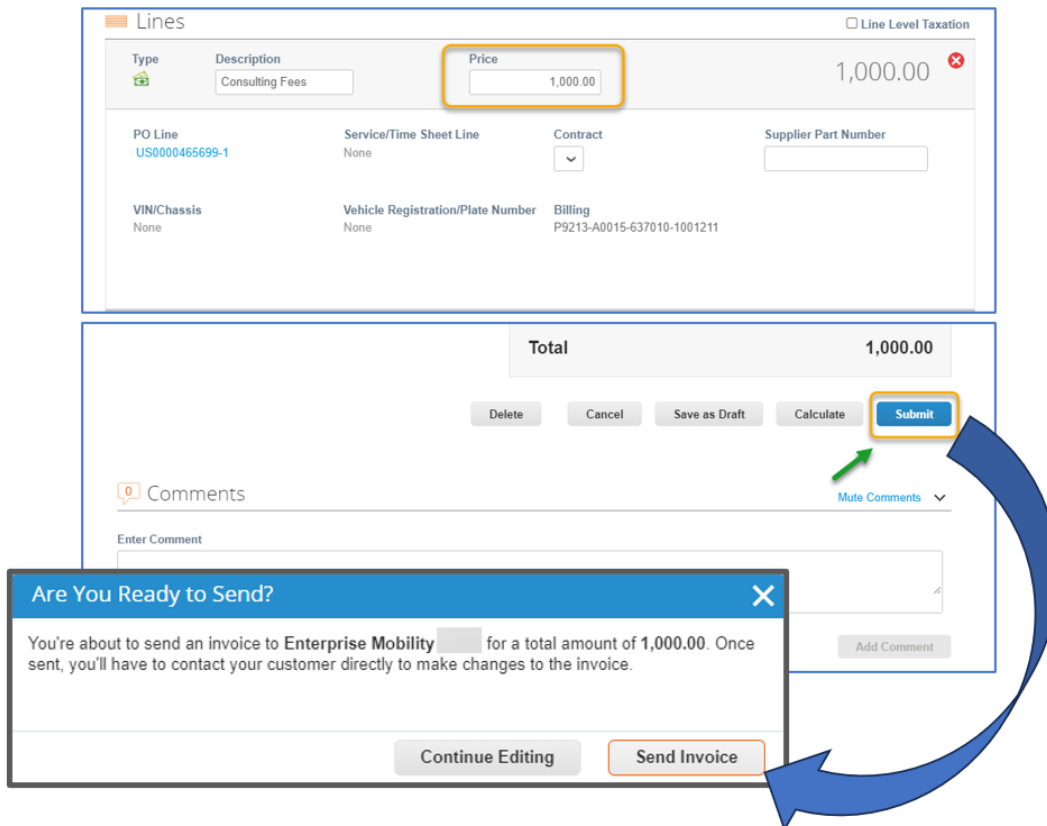 Lines
Line Level Taxation
Type Description Price
Consulting Fees 1,000.00 1,000.00
PO Line Service/Time Sheet Line Contract Supplier Part Number
US0000465699-1 None
VIN/Chassis Vehicle Registration/Plate Number Billing
None None P9213-A0015-637010-1001211
Total 1,000.00
Delete Cancel Save as Draft Calculate Submit
0 Comments Mute Comments
Enter Comment
Are You Ready to Send?
You're about to send an invoice to Enterprise Mobility for a total amount of 1,000.00. Once
sent, you'll have to contact your customer directly to make changes to the invoice.
Add Comment
Continue Editing Send Invoice